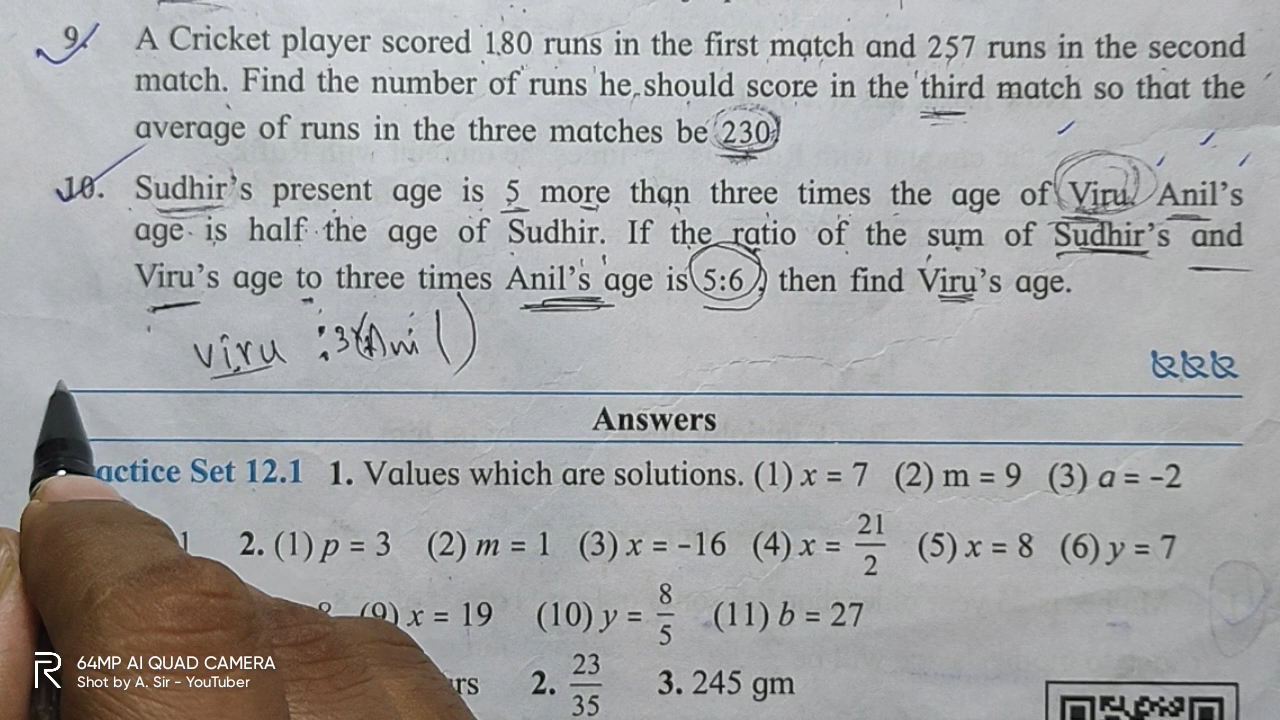 9. A Cricket player scored 180 runs in the first match and 257 runs in the second
match. Find the number of runs he should score in the third match so that the
average of runs in the three matches be 230.
10. Sudhir's present age is 5 more than three times the age of Viru. Anil's
age is half the age of Sudhir. If the ratio of the sum of Sudhir's and
Viru's age to three times Anil's age is 5:6, then find Viru's age.
viru : 3(Ani
Answers
actice Set 12.1 1. Values which are solutions. (1) x = 7 (2) m = 9 (3) a = -2
1 2. (1) p = 3 (2) m = 1 (3) x = -16 (4) x = 21/2 (5) x = 8 (6) y = 7
(9) x = 19 (10) y = 8/5 (11) b = 27
rs 2. 23/35 3. 245 gm
64MP AI QUAD CAMERA
Shot by A. Sir - YouTuber